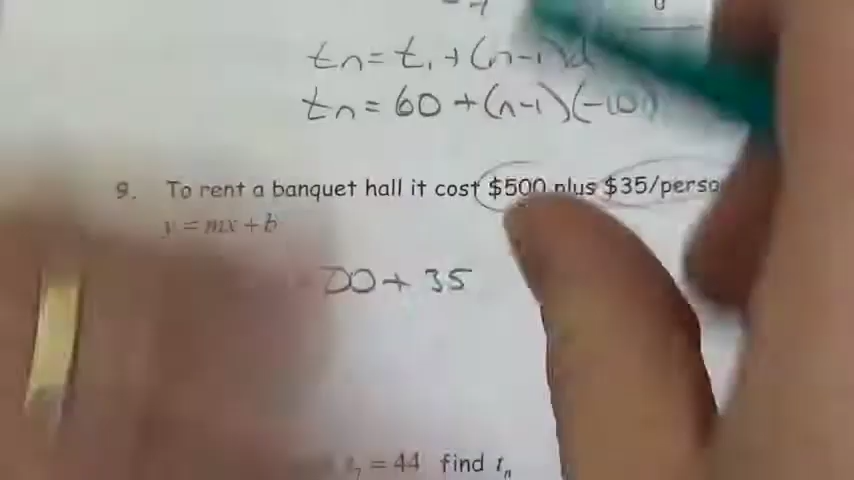 tn = t1 + (n-1)d
tn = 60 + (n-1)(-10)
9. To rent a banquet hall it cost $500 plus $35/perso
y = mx + b
00 + 35
t7 = 44 find tn